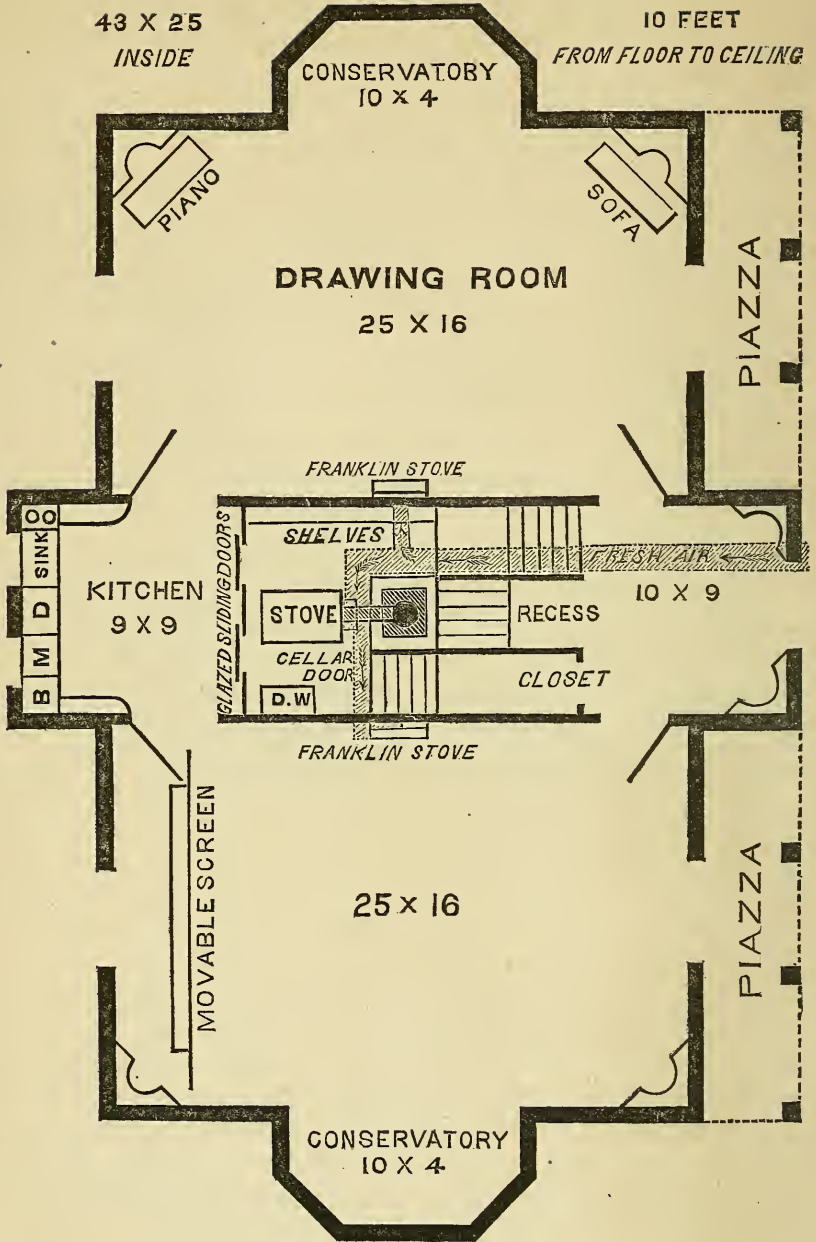 43 X 25
INSIDE
10 FEET
FROM FLOOR TO CEILING
CONSERVATORY
10 X 4
PIANO
SOFA
DRAWING ROOM
25 X 16
PIAZZA
FRANKLIN STOVE
OO
SINK
D
M
B
KITCHEN
9 X 9
GLAZED SLIDING DOORS
SHELVES
FRESH AIR
10 X 9
STOVE
RECESS
CELLAR
DOOR
CLOSET
D.W
FRANKLIN STOVE
MOVABLE SCREEN
25 X 16
PIAZZA
CONSERVATORY
10 X 4